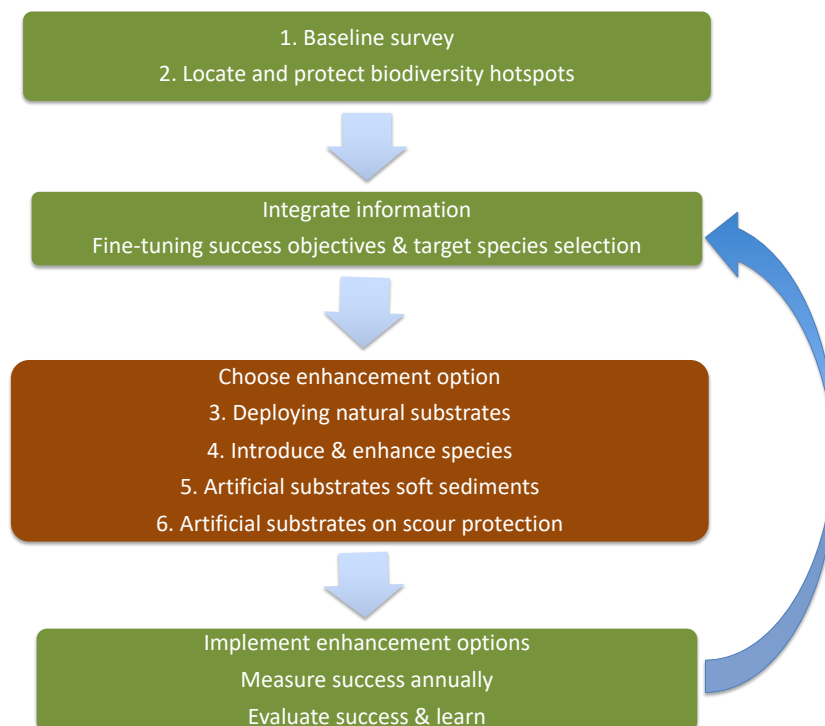 1. Baseline survey
2. Locate and protect biodiversity hotspots
Integrate information
Fine-tuning success objectives & target species selection
Choose enhancement option
3. Deploying natural substrates
4. Introduce & enhance species
5. Artificial substrates soft sediments
6. Artificial substrates on scour protection
Implement enhancement options
Measure success annually
Evaluate success & learn